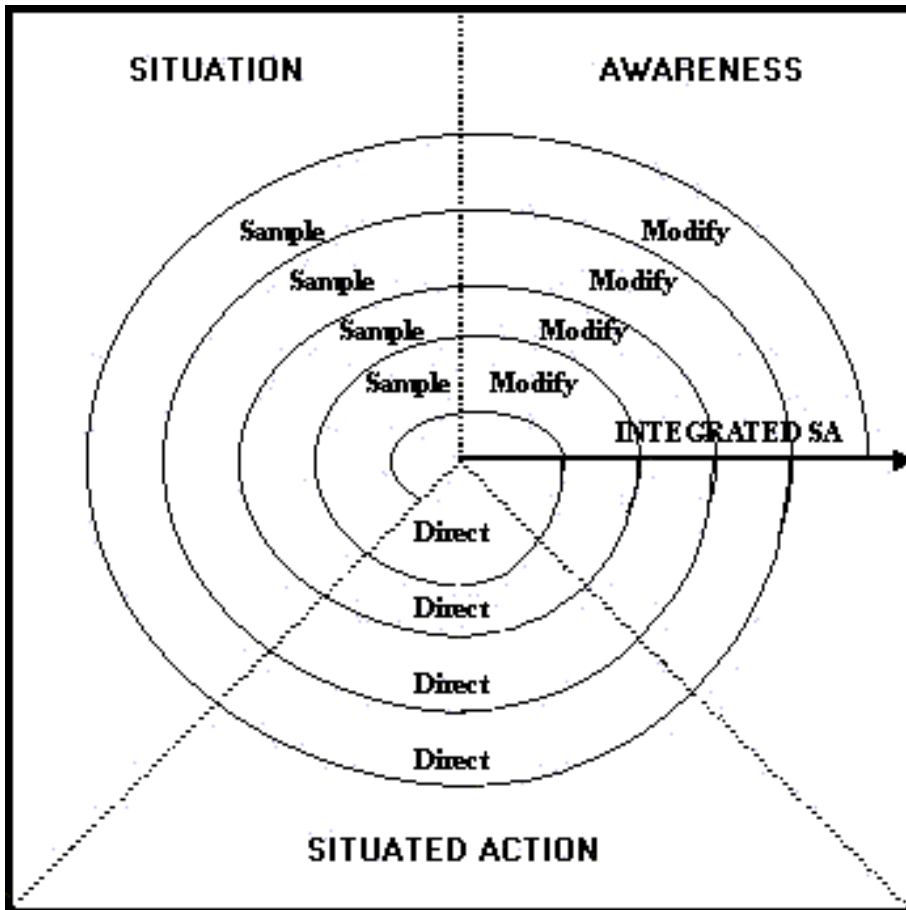 SITUATION AWARENESS
Sample Modify
Sample Modify
Sample Modify
Sample Modify
INTEGRATED SA
Direct
Direct
Direct
Direct
SITUATED ACTION